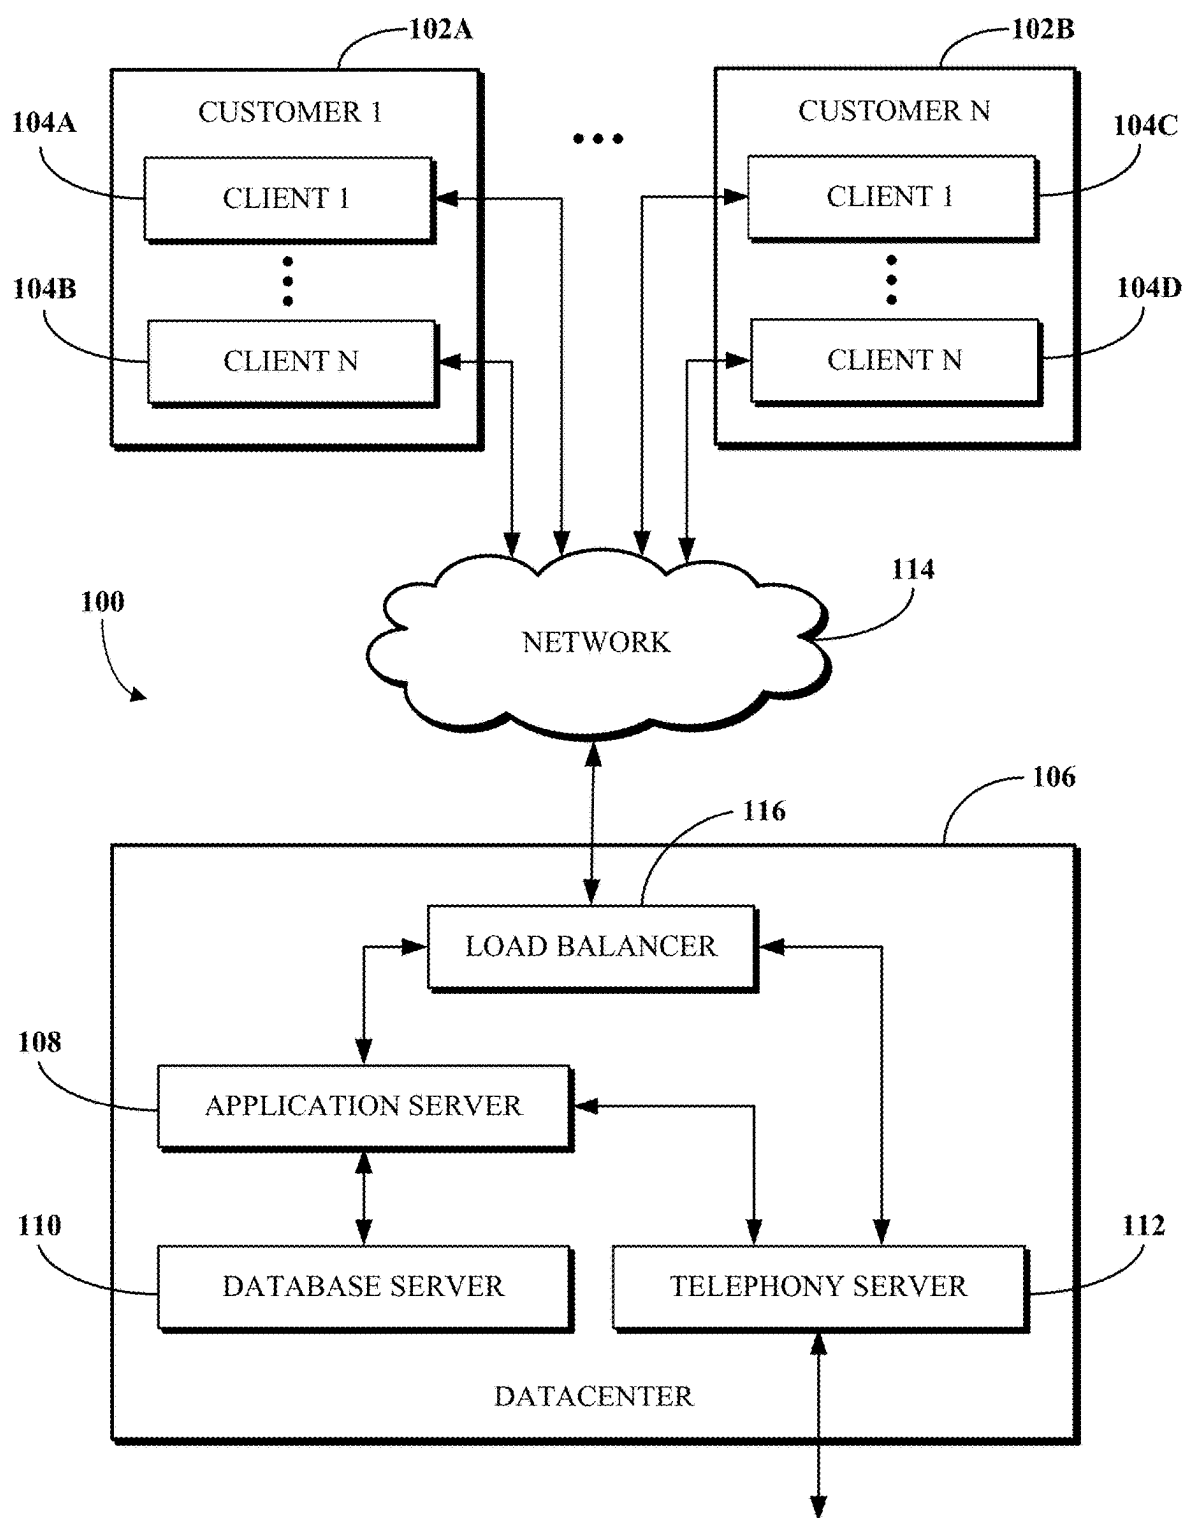 102A
102B
CUSTOMER 1
CUSTOMER N
104A
104C
CLIENT 1
CLIENT 1
104B
104D
CLIENT N
CLIENT N
114
100
NETWORK
106
116
LOAD BALANCER
108
APPLICATION SERVER
110
112
DATABASE SERVER
TELEPHONY SERVER
DATACENTER